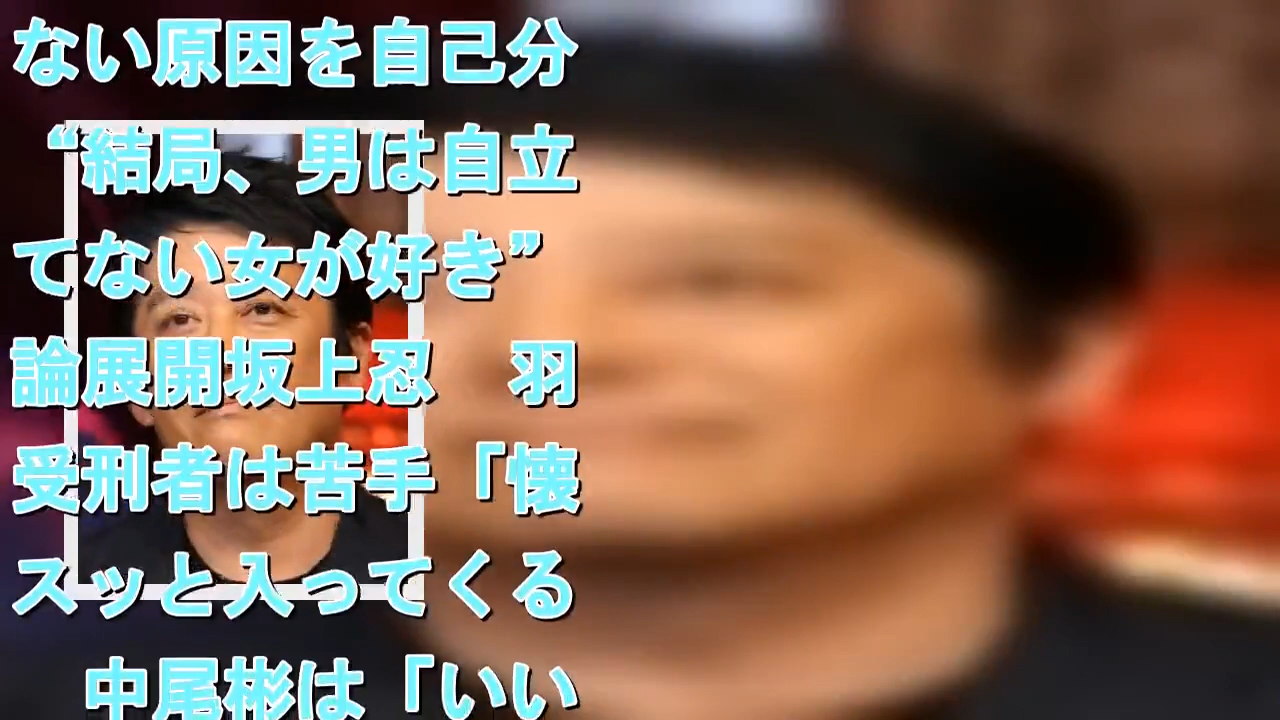 ない原因を自己分
“結局、男は自立
てない女が好き”
論展開坂上忍　羽
受刑者は苦手「懐
スッと入ってくる
中尾彬は「いい